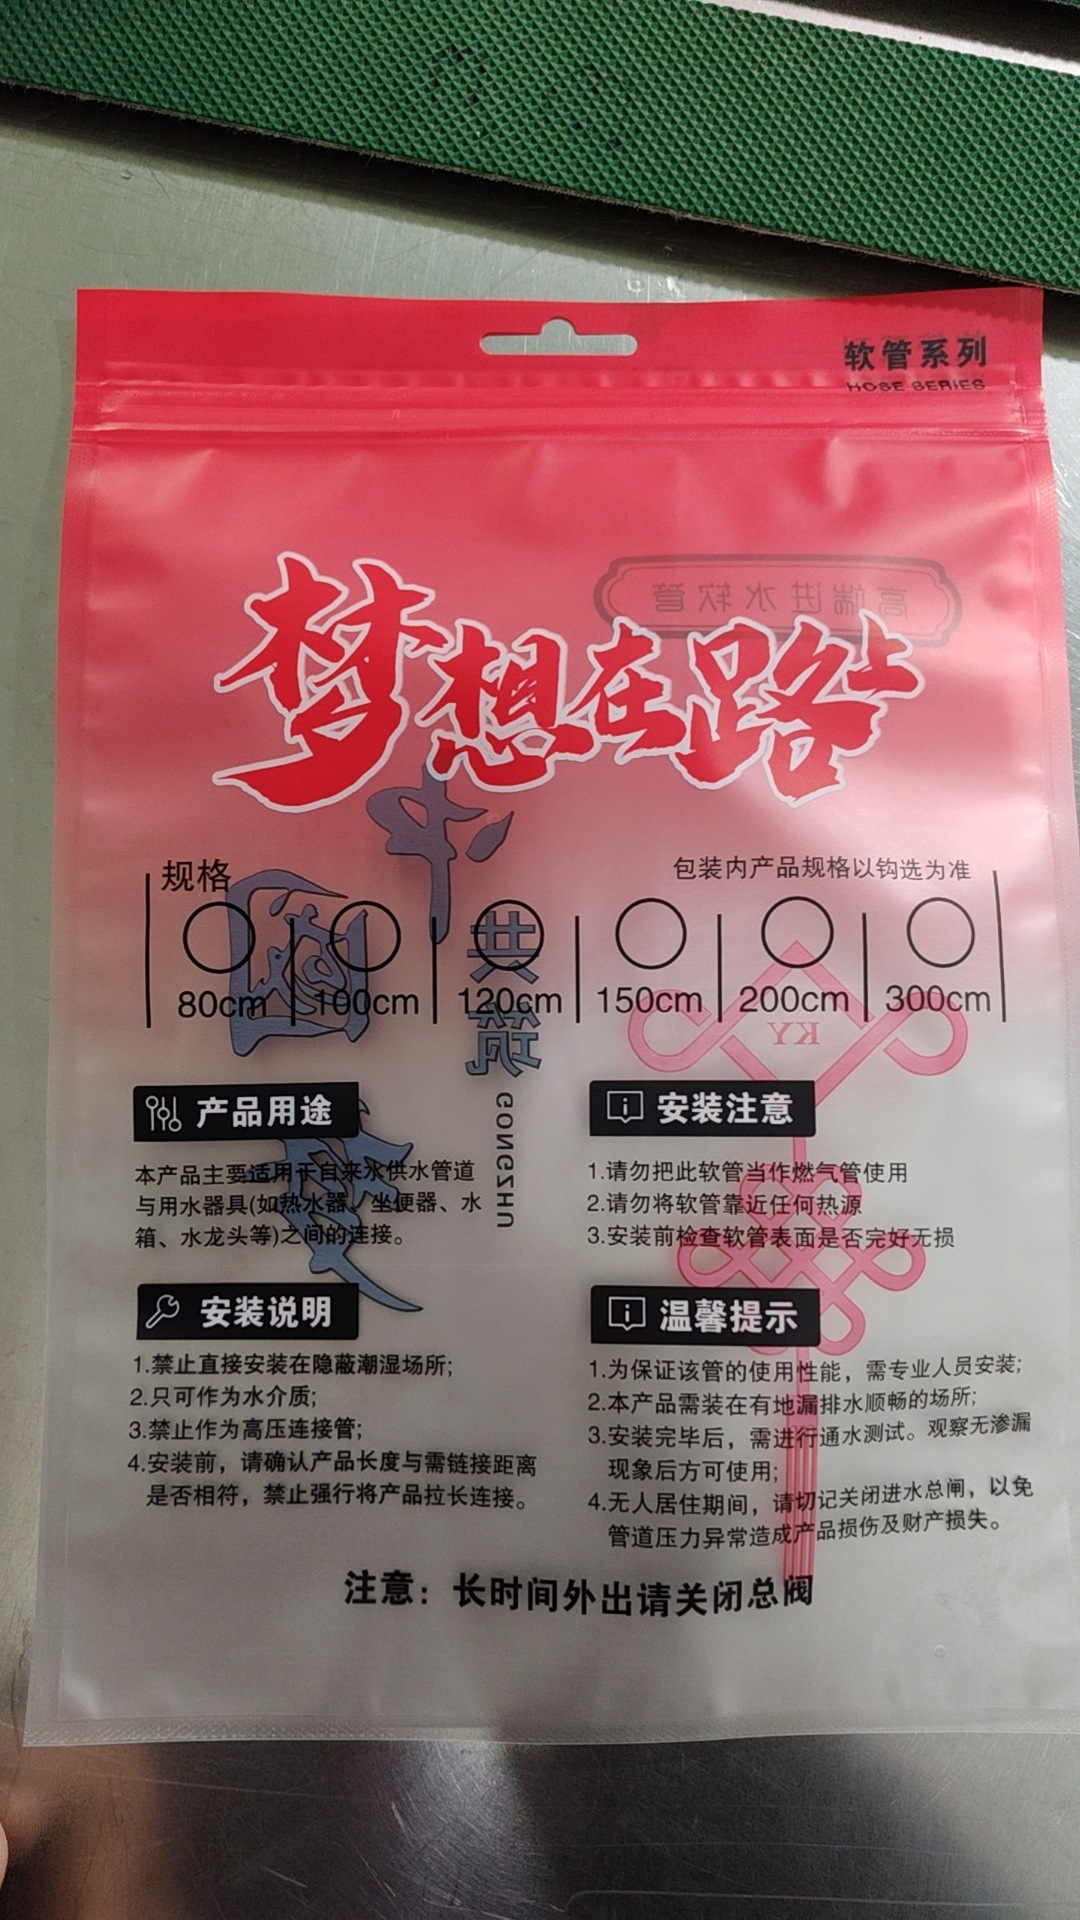 软管系列
HOSE SERIES
高端进水软管
梦想在路上
中国梦
共筑
GONGZHU
规格
包装内产品规格以钩选为准
80cm 100cm 120cm 150cm 200cm 300cm
KY
产品用途
本产品主要适用于自来水供水管道
与用水器具(如热水器、坐便器、水
箱、水龙头等)之间的连接。
安装注意
1.请勿把此软管当作燃气管使用
2.请勿将软管靠近任何热源
3.安装前检查软管表面是否完好无损
安装说明
1.禁止直接安装在隐蔽潮湿场所;
2.只可作为水介质;
3.禁止作为高压连接管;
4.安装前，请确认产品长度与需链接距离
是否相符，禁止强行将产品拉长连接。
温馨提示
1.为保证该管的使用性能，需专业人员安装;
2.本产品需装在有地漏排水顺畅的场所;
3.安装完毕后，需进行通水测试。观察无渗漏
现象后方可使用;
4.无人居住期间，请切记关闭进水总闸，以免
管道压力异常造成产品损伤及财产损失。
注意：长时间外出请关闭总阀